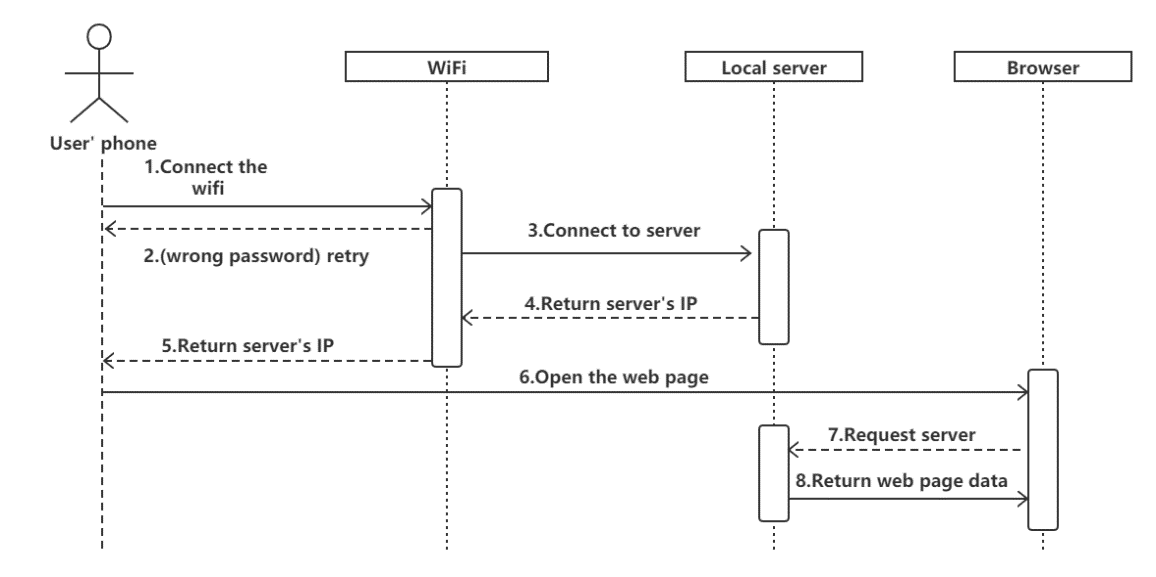 WiFi
Local server
Browser
User' phone
1.Connect the
wifi
2.(wrong password) retry
3.Connect to server
4.Return server's IP
5.Return server's IP
6.Open the web page
7.Request server
8.Return web page data